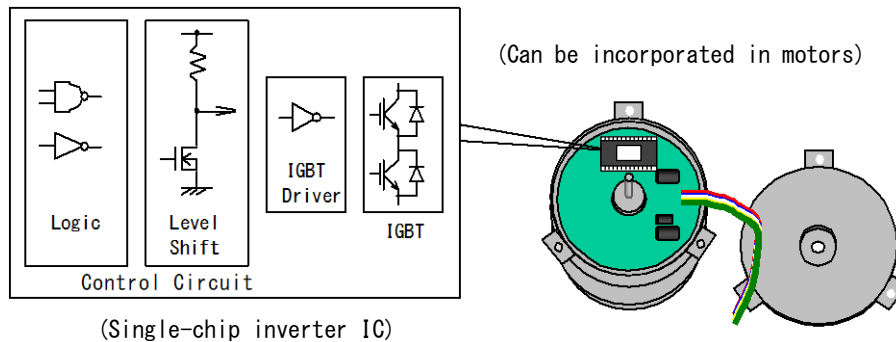 (Can be incorporated in motors)
Logic
Level
Shift
IGBT
Driver
IGBT
Control Circuit
(Single-chip inverter IC)